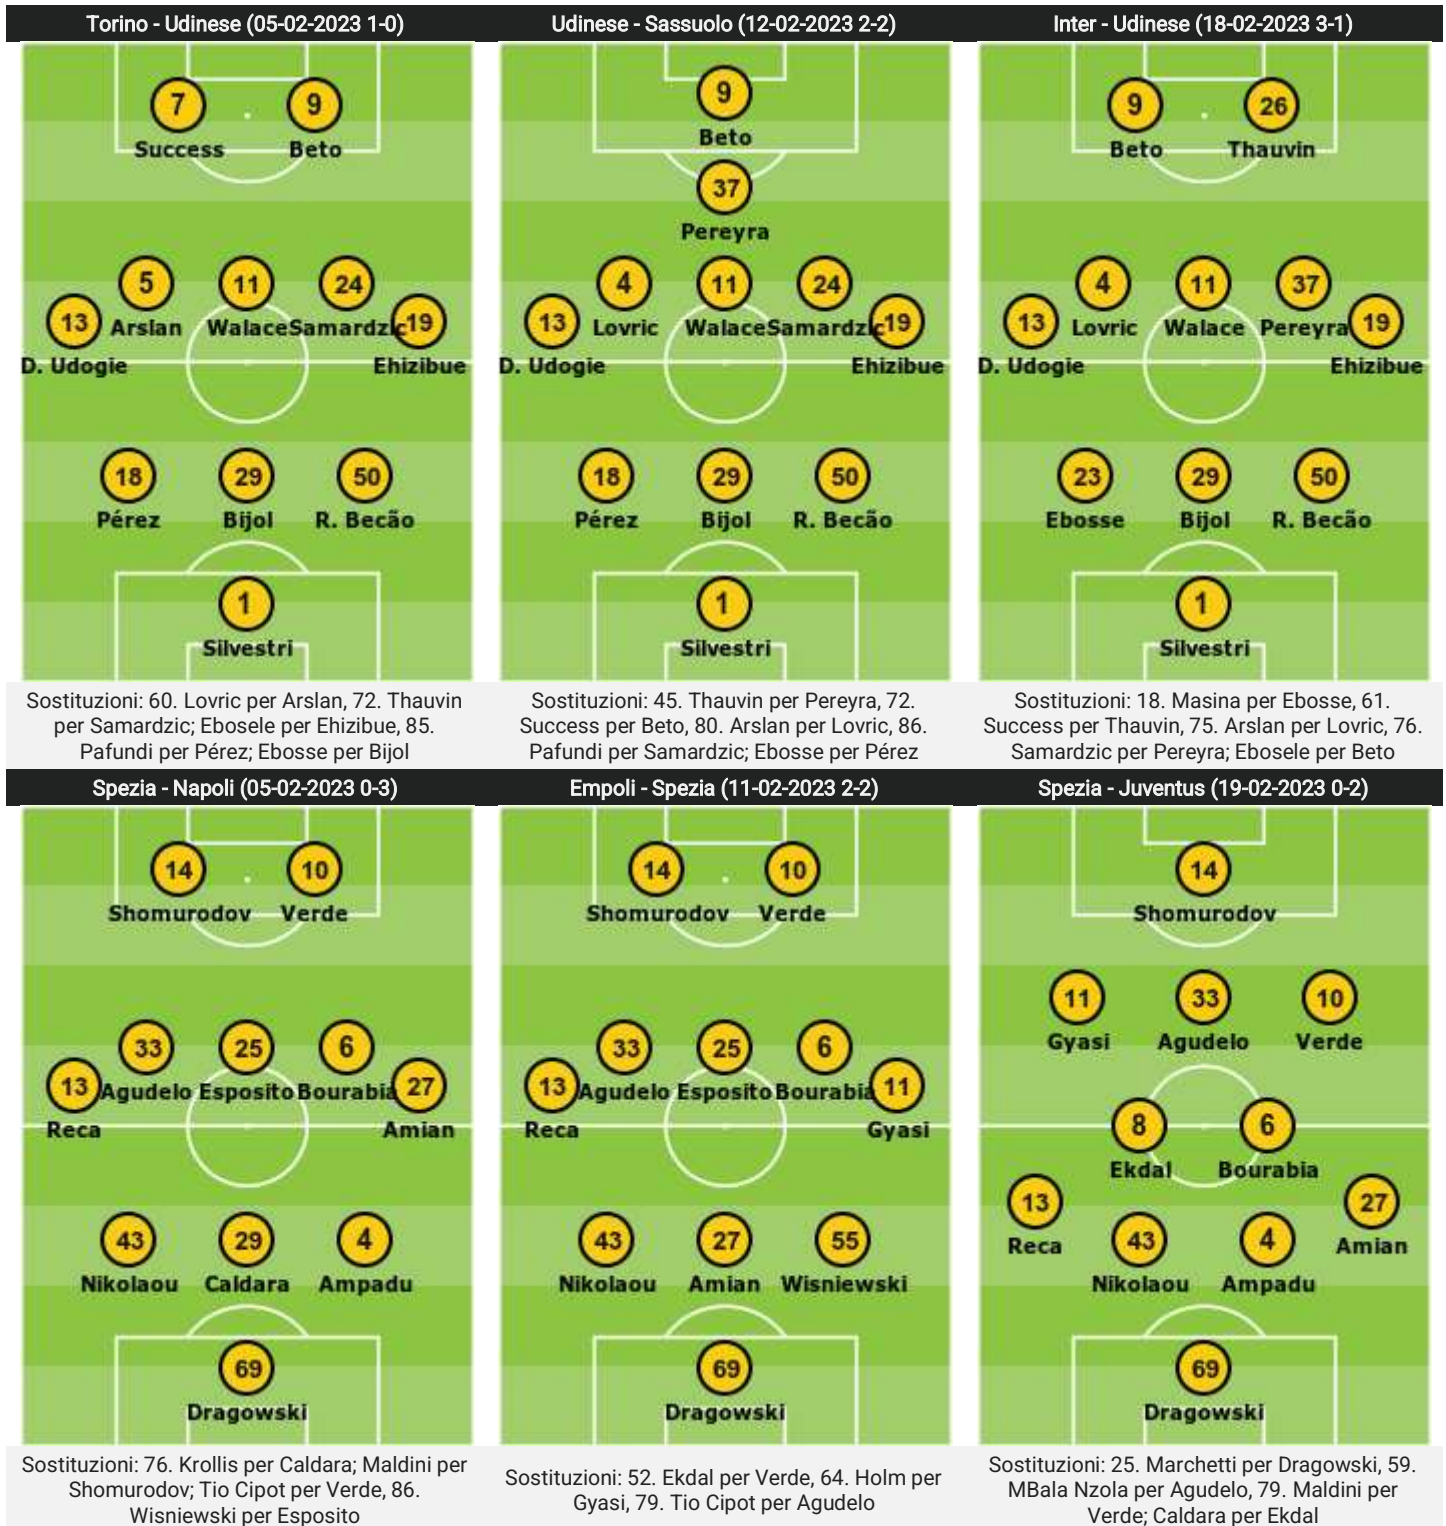 Torino - Udinese (05-02-2023 1-0)
7
9
Success
Beto
5
11
24
13
19
Arslan
Walace
Samardzic
D. Udogie
Ehizibue
18
29
50
Pérez
Bijol
R. Becão
1
Silvestri
Sostituzioni: 60. Lovric per Arslan, 72. Thauvin
per Samardzic; Ebosele per Ehizibue, 85.
Pafundi per Pérez; Ebosse per Bijol
Udinese - Sassuolo (12-02-2023 2-2)
9
Beto
37
Pereyra
4
11
24
13
19
Lovric
Walace
Samardzic
D. Udogie
Ehizibue
18
29
50
Pérez
Bijol
R. Becão
1
Silvestri
Sostituzioni: 45. Thauvin per Pereyra, 72.
Success per Beto, 80. Arslan per Lovric, 86.
Pafundi per Samardzic; Ebosse per Pérez
Inter - Udinese (18-02-2023 3-1)
9
26
Beto
Thauvin
4
11
37
13
19
Lovric
Walace
Pereyra
D. Udogie
Ehizibue
23
29
50
Ebosse
Bijol
R. Becão
1
Silvestri
Sostituzioni: 18. Masina per Ebosse, 61.
Success per Thauvin, 75. Arslan per Lovric, 76.
Samardzic per Pereyra; Ebosele per Beto
Spezia - Napoli (05-02-2023 0-3)
14
10
Shomurodov
Verde
33
25
6
13
27
Agudelo
Esposito
Bourabia
Reca
Amian
43
29
4
Nikolaou
Caldara
Ampadu
69
Dragowski
Sostituzioni: 76. Krollis per Caldara; Maldini per
Shomurodov; Tio Cipot per Verde, 86.
Wisniewski per Esposito
Empoli - Spezia (11-02-2023 2-2)
14
10
Shomurodov
Verde
33
25
6
13
11
Agudelo
Esposito
Bourabia
Reca
Gyasi
43
27
55
Nikolaou
Amian
Wisniewski
69
Dragowski
Sostituzioni: 52. Ekdal per Verde, 64. Holm per
Gyasi, 79. Tio Cipot per Agudelo
Spezia - Juventus (19-02-2023 0-2)
14
Shomurodov
11
33
10
Gyasi
Agudelo
Verde
8
6
Ekdal
Bourabia
13
27
Reca
Amian
43
4
Nikolaou
Ampadu
69
Dragowski
Sostituzioni: 25. Marchetti per Dragowski, 59.
MBala Nzola per Agudelo, 79. Maldini per
Verde; Caldara per Ekdal